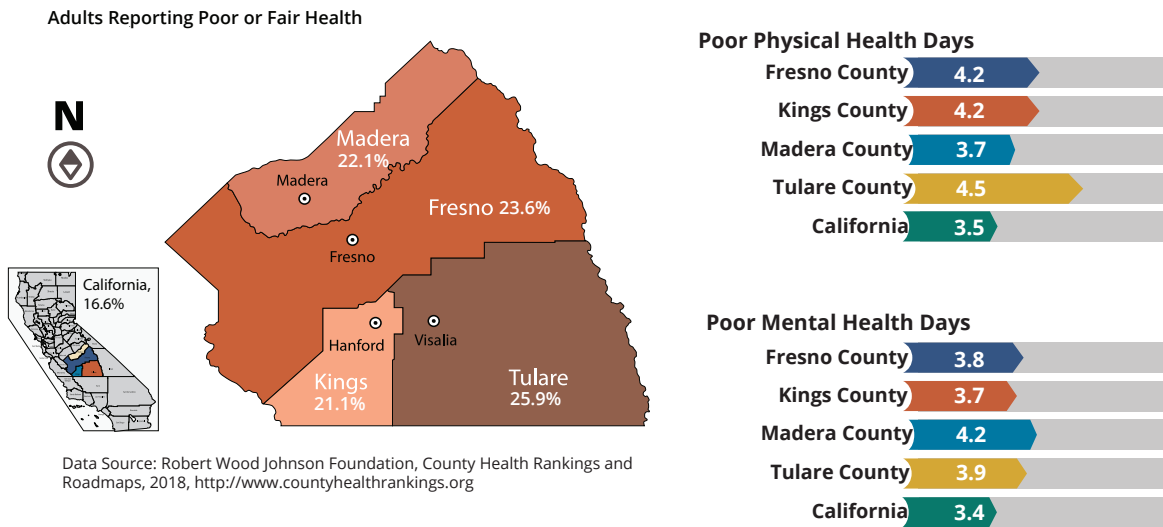 Adults Reporting Poor or Fair Health
N
Madera
22.1%
Madera
Fresno 23.6%
Fresno
California,
16.6%
Hanford
Visalia
Kings
21.1%
Tulare
25.9%
Data Source: Robert Wood Johnson Foundation, County Health Rankings and
Roadmaps, 2018, http://www.countyhealthrankings.org
Poor Physical Health Days
Fresno County 4.2
Kings County 4.2
Madera County 3.7
Tulare County 4.5
California 3.5
Poor Mental Health Days
Fresno County 3.8
Kings County 3.7
Madera County 4.2
Tulare County 3.9
California 3.4